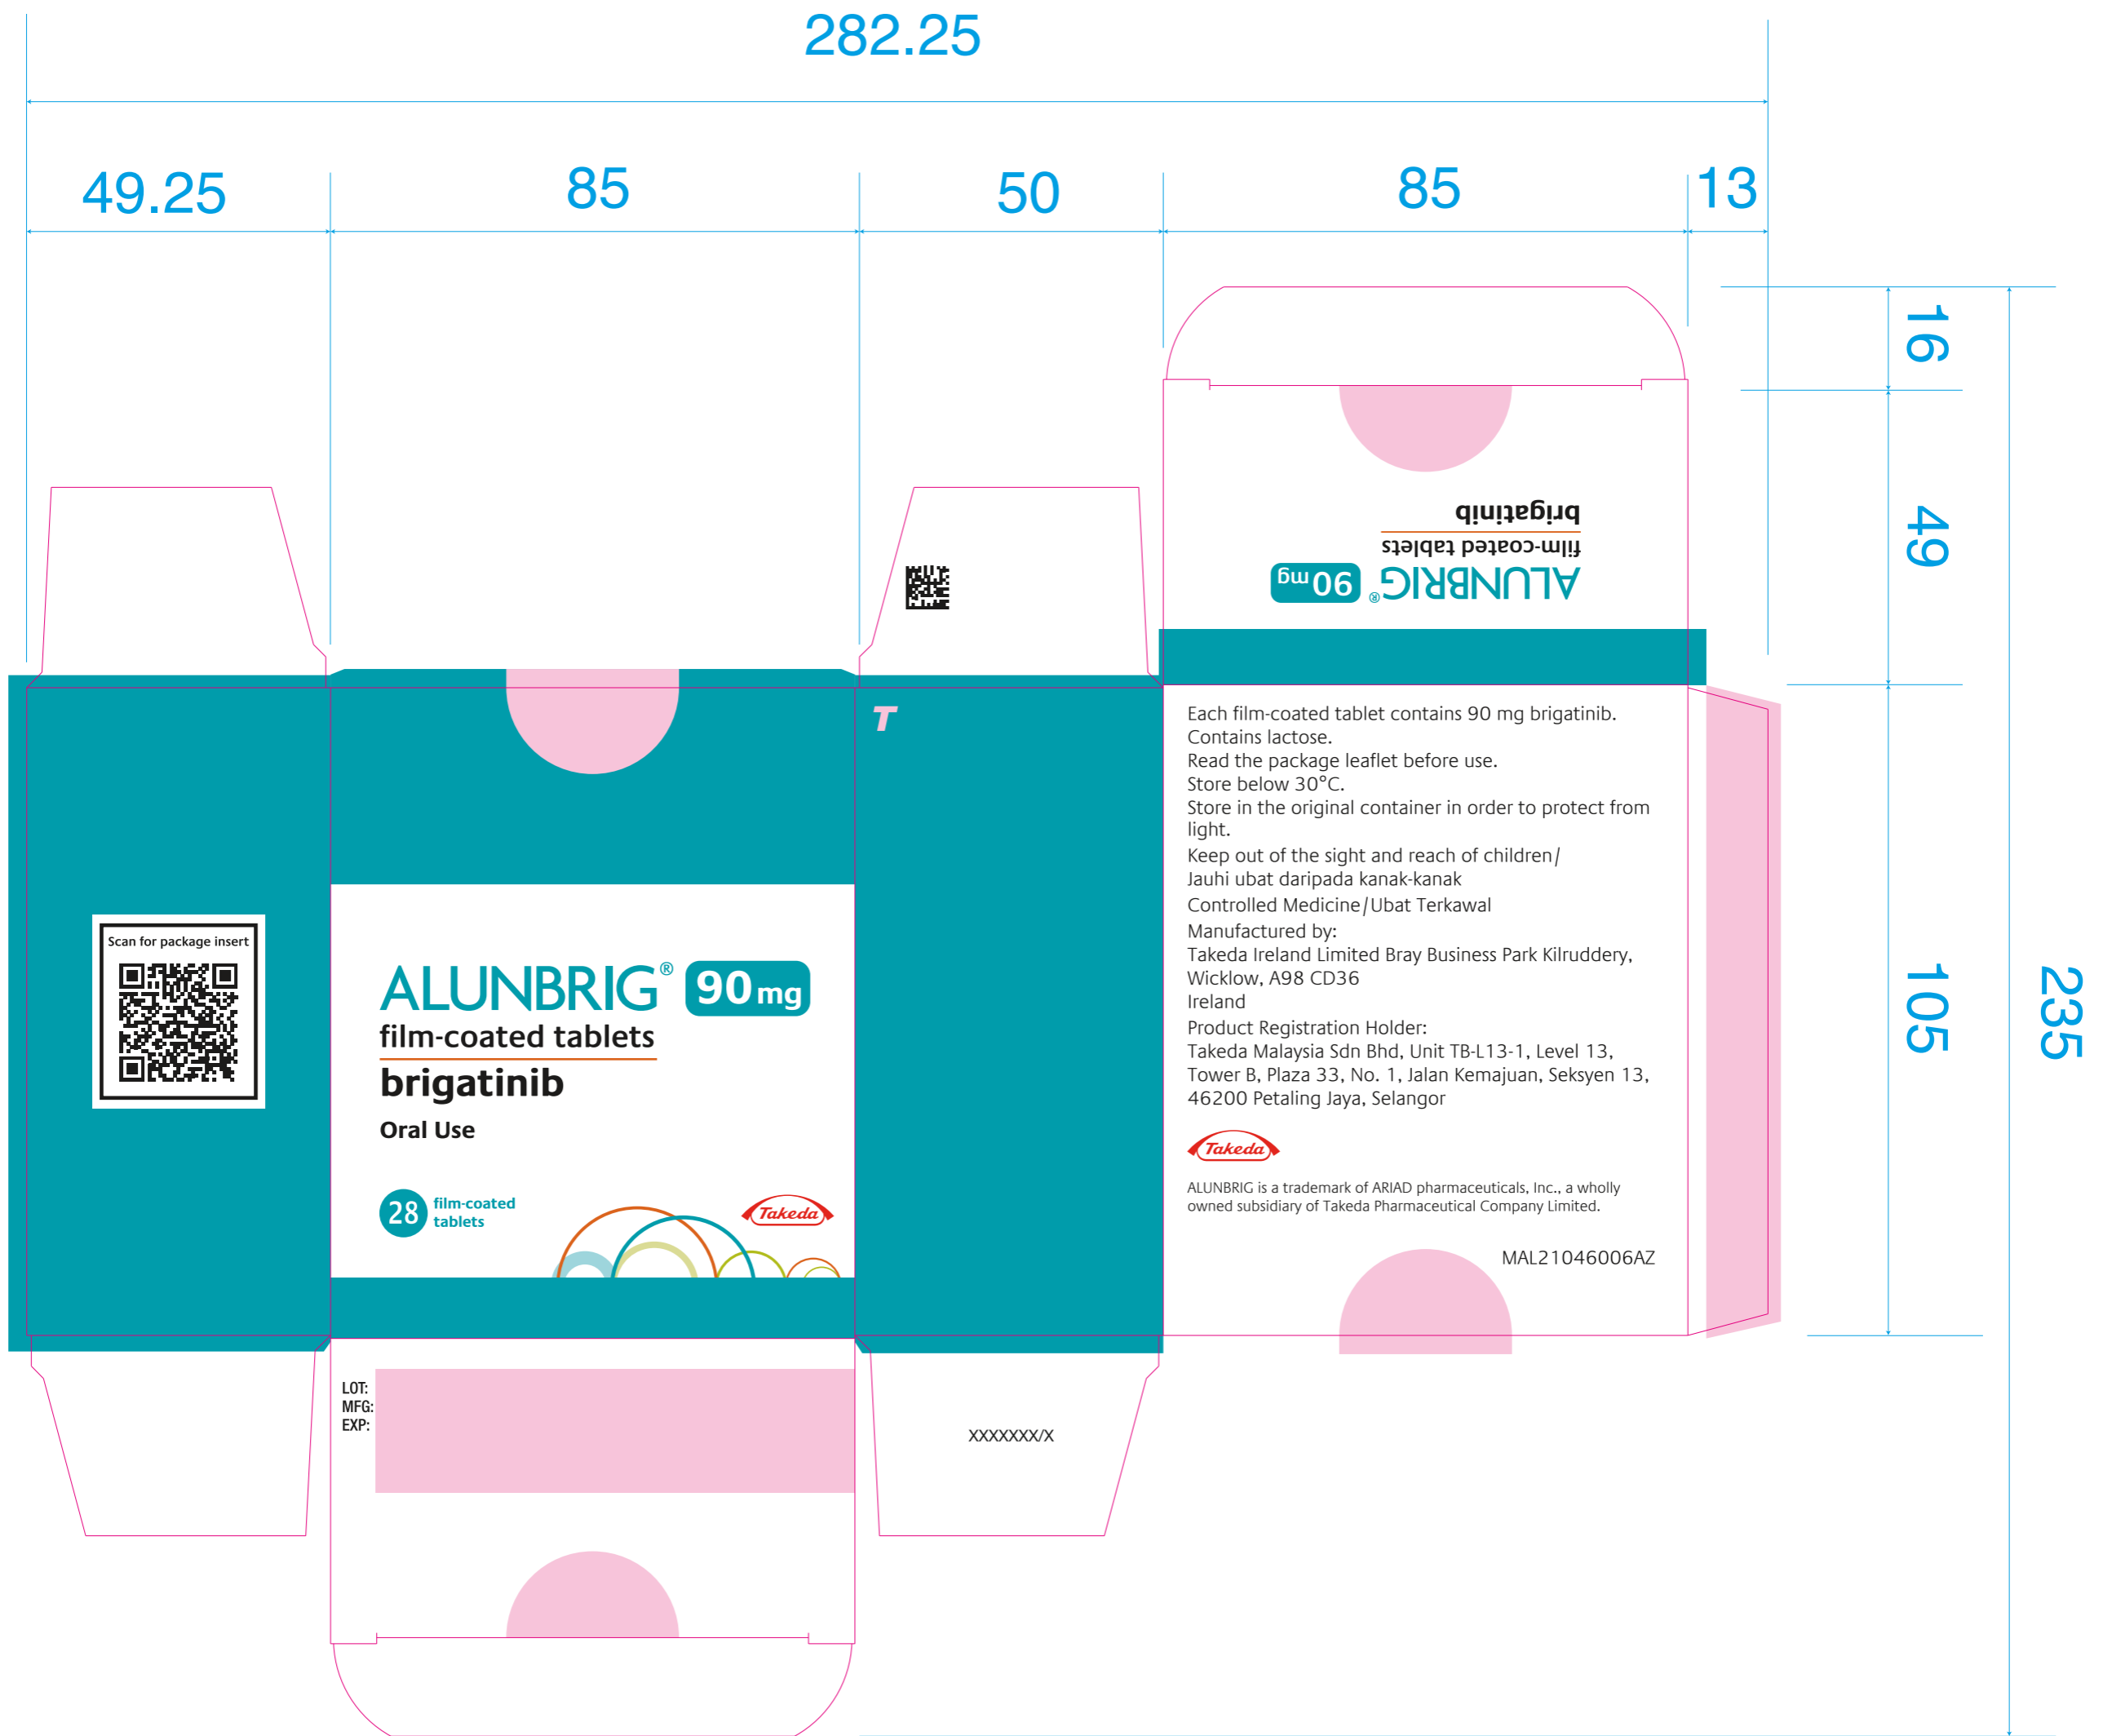 282.25
49.25
85
50
85
13
16
49
105
235
brigatinib
film-coated tablets
ALUNBRIG® 90 mg
T
Scan for package insert
ALUNBRIG® 90 mg
film-coated tablets
brigatinib
Oral Use
28 film-coated
tablets
Takeda
Each film-coated tablet contains 90 mg brigatinib.
Contains lactose.
Read the package leaflet before use.
Store below 30°C.
Store in the original container in order to protect from
light.
Keep out of the sight and reach of children/
Jauhi ubat daripada kanak-kanak
Controlled Medicine/Ubat Terkawal
Manufactured by:
Takeda Ireland Limited Bray Business Park Kilruddery,
Wicklow, A98 CD36
Ireland
Product Registration Holder:
Takeda Malaysia Sdn Bhd, Unit TB-L13-1, Level 13,
Tower B, Plaza 33, No. 1, Jalan Kemajuan, Seksyen 13,
46200 Petaling Jaya, Selangor
Takeda
ALUNBRIG is a trademark of ARIAD pharmaceuticals, Inc., a wholly
owned subsidiary of Takeda Pharmaceutical Company Limited.
MAL21046006AZ
LOT:
MFG:
EXP:
XXXXXXX/X